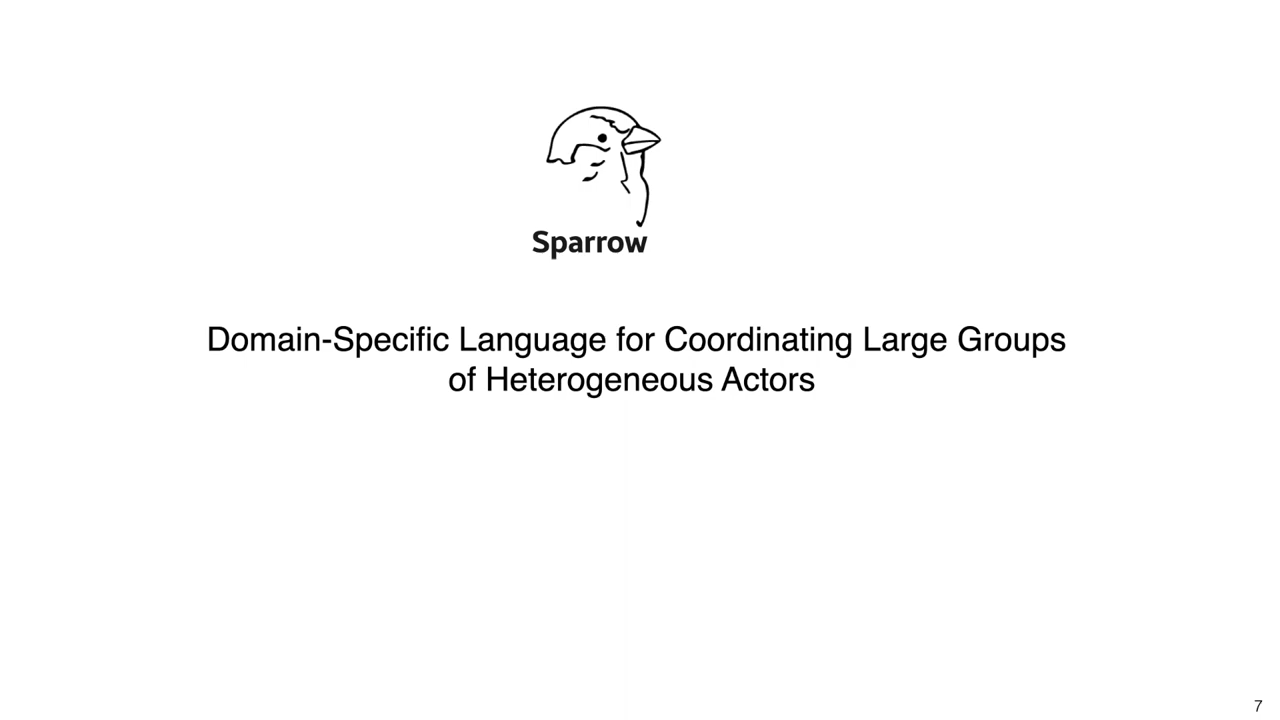 Sparrow
Domain-Specific Language for Coordinating Large Groups
of Heterogeneous Actors
7